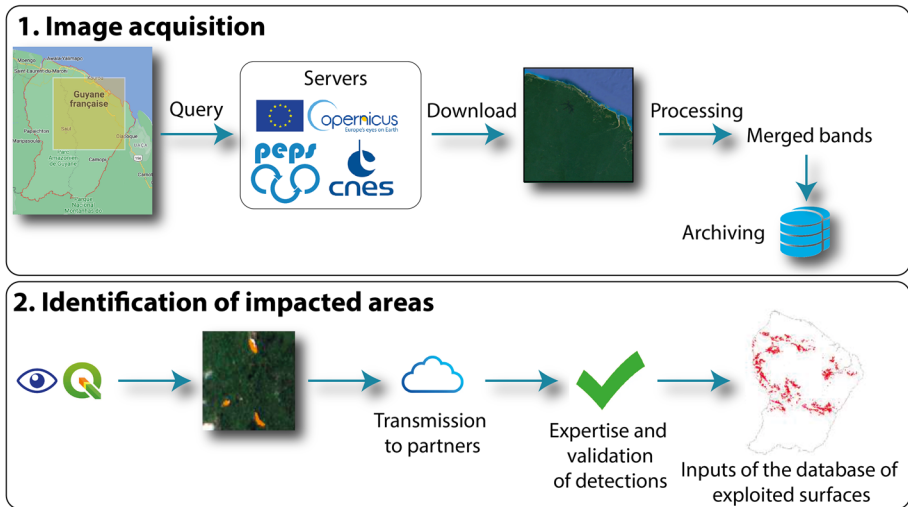 1. Image acquisition
Guyane
française
Query
Servers
opernicus
Europe's eyes on Earth
peps
cnes
Download
Processing
Merged bands
Archiving
2. Identification of impacted areas
Transmission
to partners
Expertise and
validation
of detections
Inputs of the database of
exploited surfaces